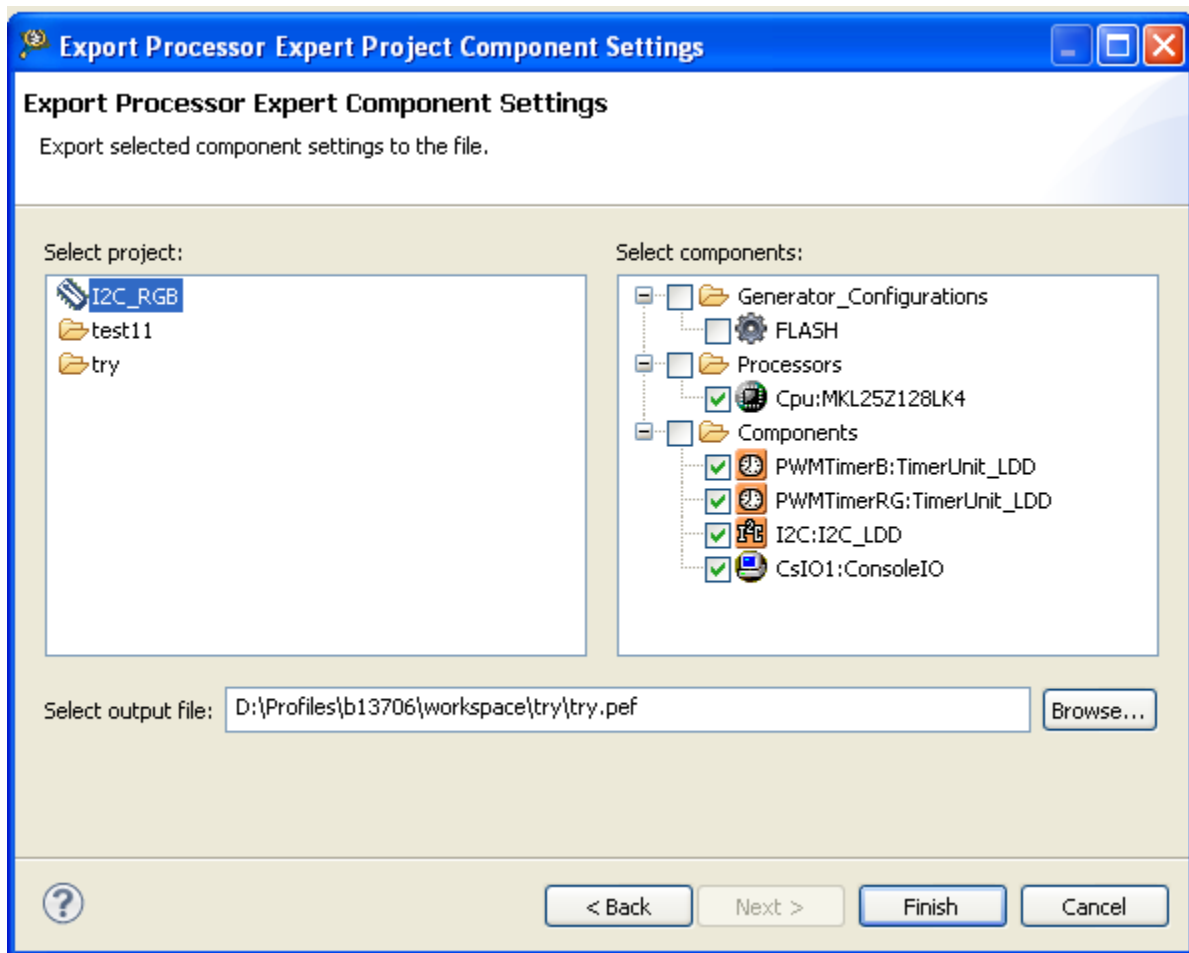 Export Processor Expert Project Component Settings
Export Processor Expert Component Settings
Export selected component settings to the file.
Select project:
I2C_RGB
test11
try
Select components:
Generator_Configurations
FLASH
Processors
Cpu:MKL25Z128LK4
Components
PWMTimerB:TimerUnit_LDD
PWMTimerRG:TimerUnit_LDD
I2C:I2C_LDD
CsIO1:ConsoleIO
Select output file: D:\Profiles\b13706\workspace\try\try.pef Browse...
? < Back Next > Finish Cancel